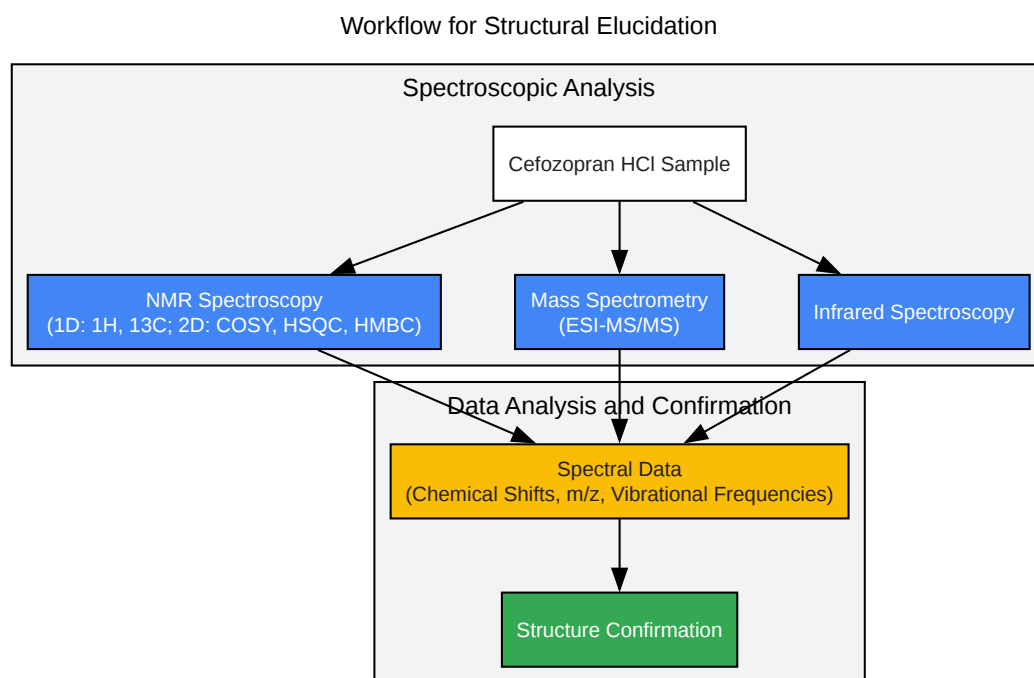 Workflow for Structural Elucidation
Spectroscopic Analysis
Cefozopran HCl Sample
NMR Spectroscopy
(1D: 1H, 13C; 2D: COSY, HSQC, HMBC)
Mass Spectrometry
(ESI-MS/MS)
Infrared Spectroscopy
Data Analysis and Confirmation
Spectral Data
(Chemical Shifts, m/z, Vibrational Frequencies)
Structure Confirmation